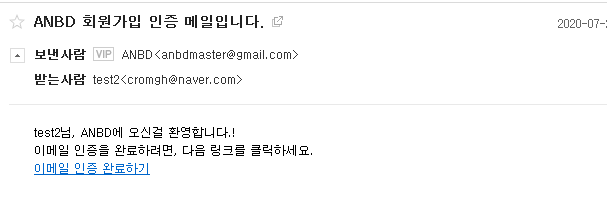 ANBD 회원가입 인증 메일입니다.
2020-07-2
보낸사람 VIP ANBD<anbdmaster@gmail.com>
받는사람 test2<cromgh@naver.com>
test2님, ANBD에 오신걸 환영합니다.!
이메일 인증을 완료하려면, 다음 링크를 클릭하세요.
이메일 인증 완료하기